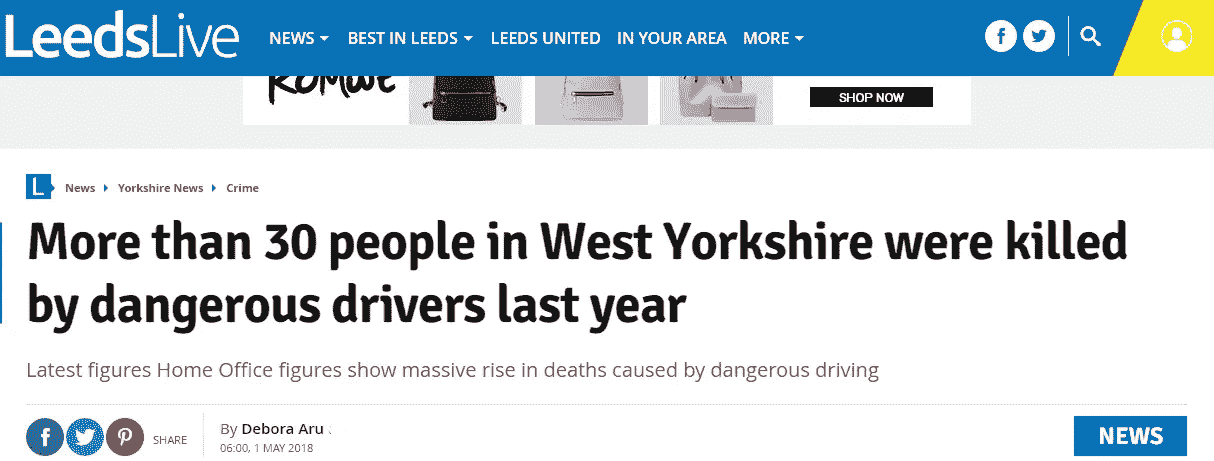 LeedsLive
NEWS BEST IN LEEDS LEEDS UNITED IN YOUR AREA MORE
ROMWE
SHOP NOW
L News Yorkshire News Crime
More than 30 people in West Yorkshire were killed
by dangerous drivers last year
Latest figures Home Office figures show massive rise in deaths caused by dangerous driving
SHARE
By Debora Aru .
06:00, 1 MAY 2018
NEWS